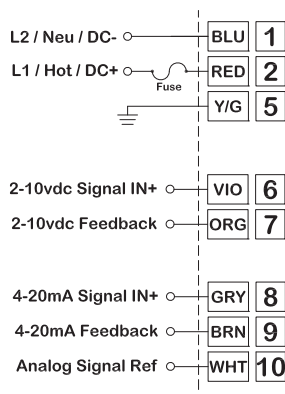 L2 / Neu / DC- BLU 1
L1 / Hot / DC+ Fuse RED 2
Y/G 5
2-10vdc Signal IN+ VIO 6
2-10vdc Feedback ORG 7
4-20mA Signal IN+ GRY 8
4-20mA Feedback BRN 9
Analog Signal Ref WHT 10